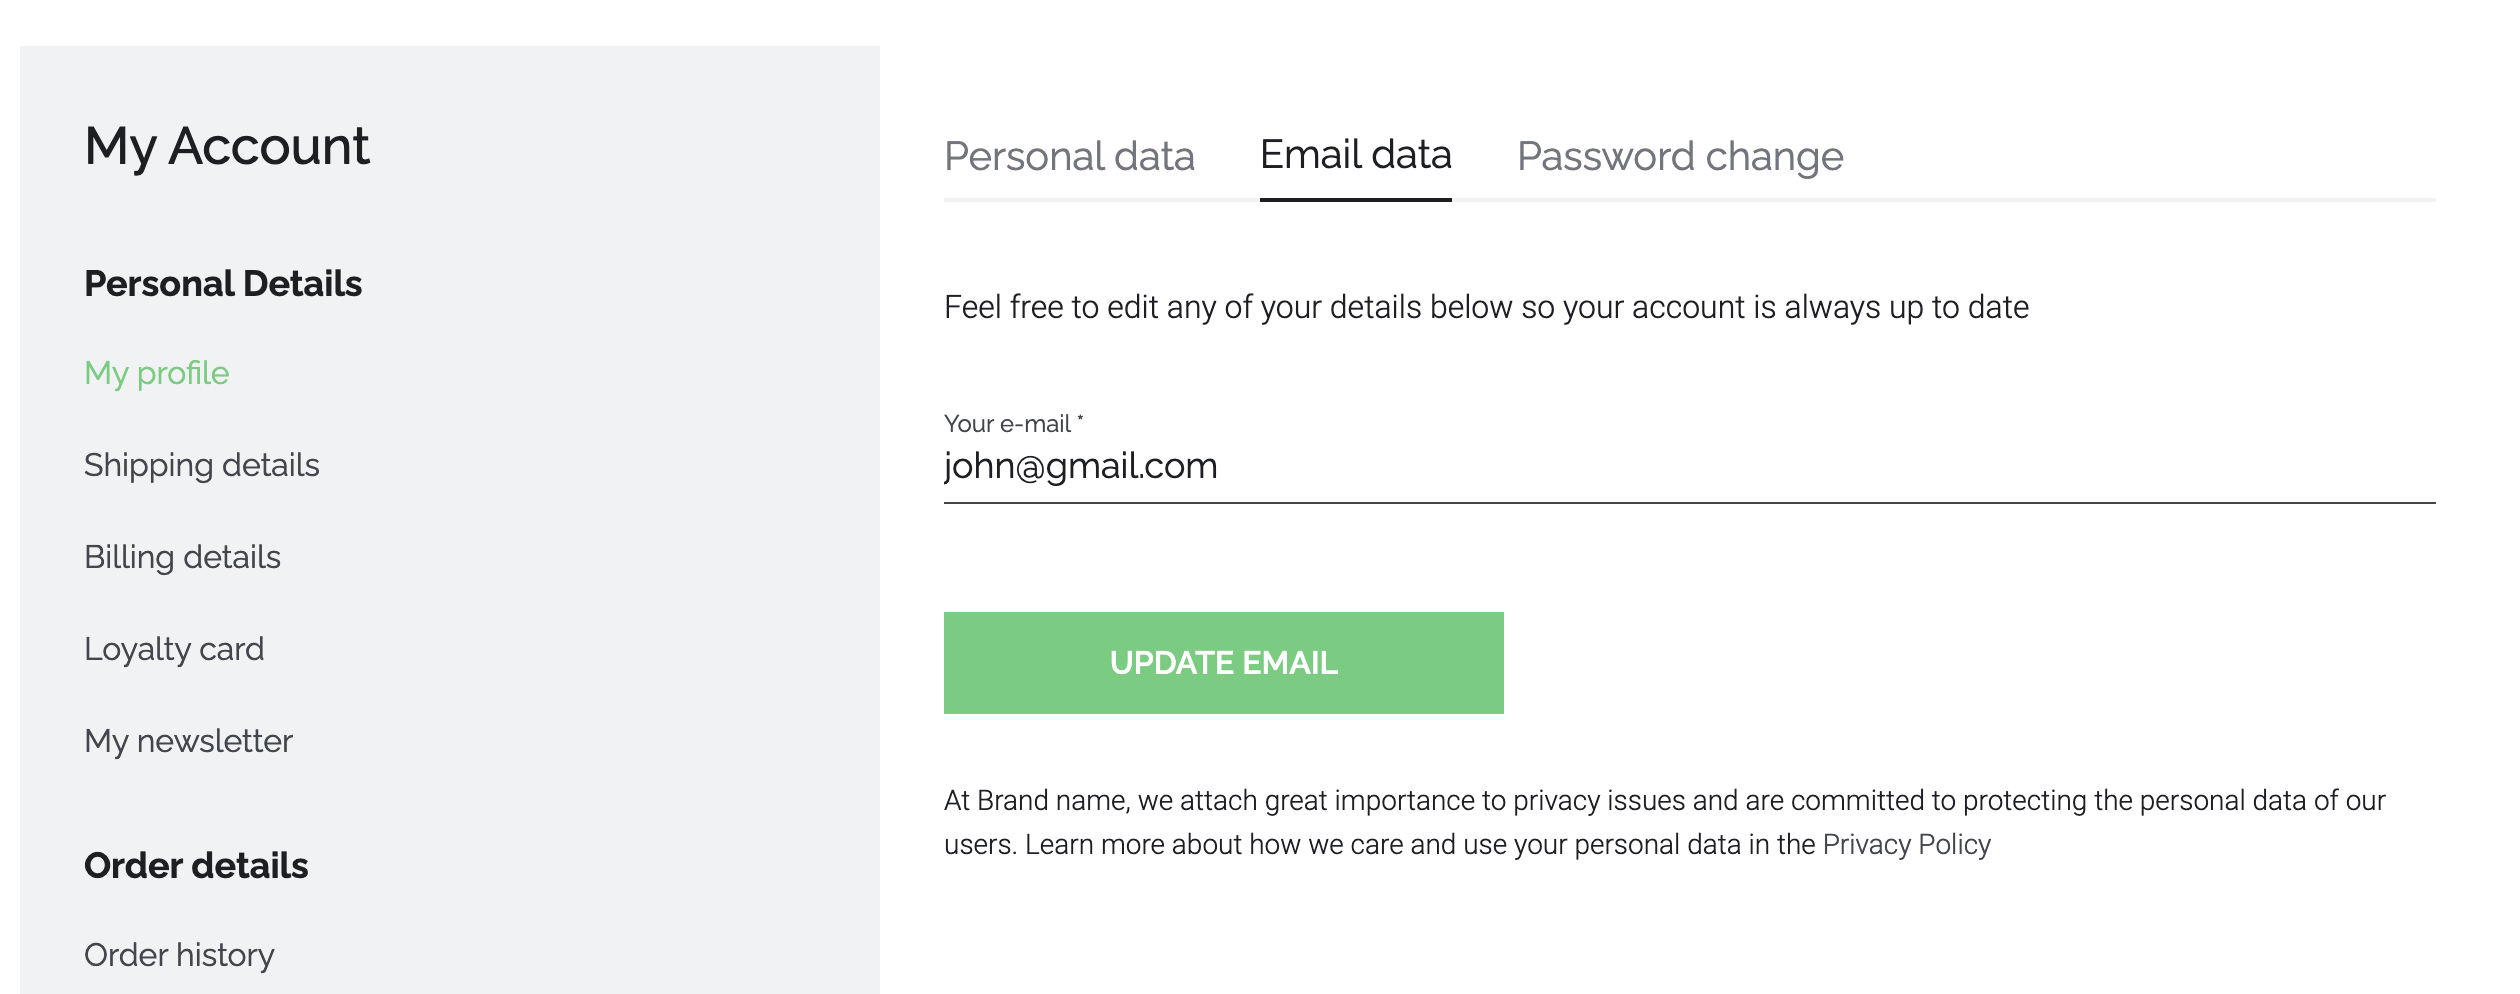 My Account
Personal Details
My profile
Shipping details
Billing details
Loyalty card
My newsletter
Order details
Order history
Personal data
Email data
Password change
Feel free to edit any of your details below so your account is always up to date
Your e-mail *
john@gmail.com
UPDATE EMAIL
At Brand name, we attach great importance to privacy issues and are committed to protecting the personal data of our
users. Learn more about how we care and use your personal data in the Privacy Policy